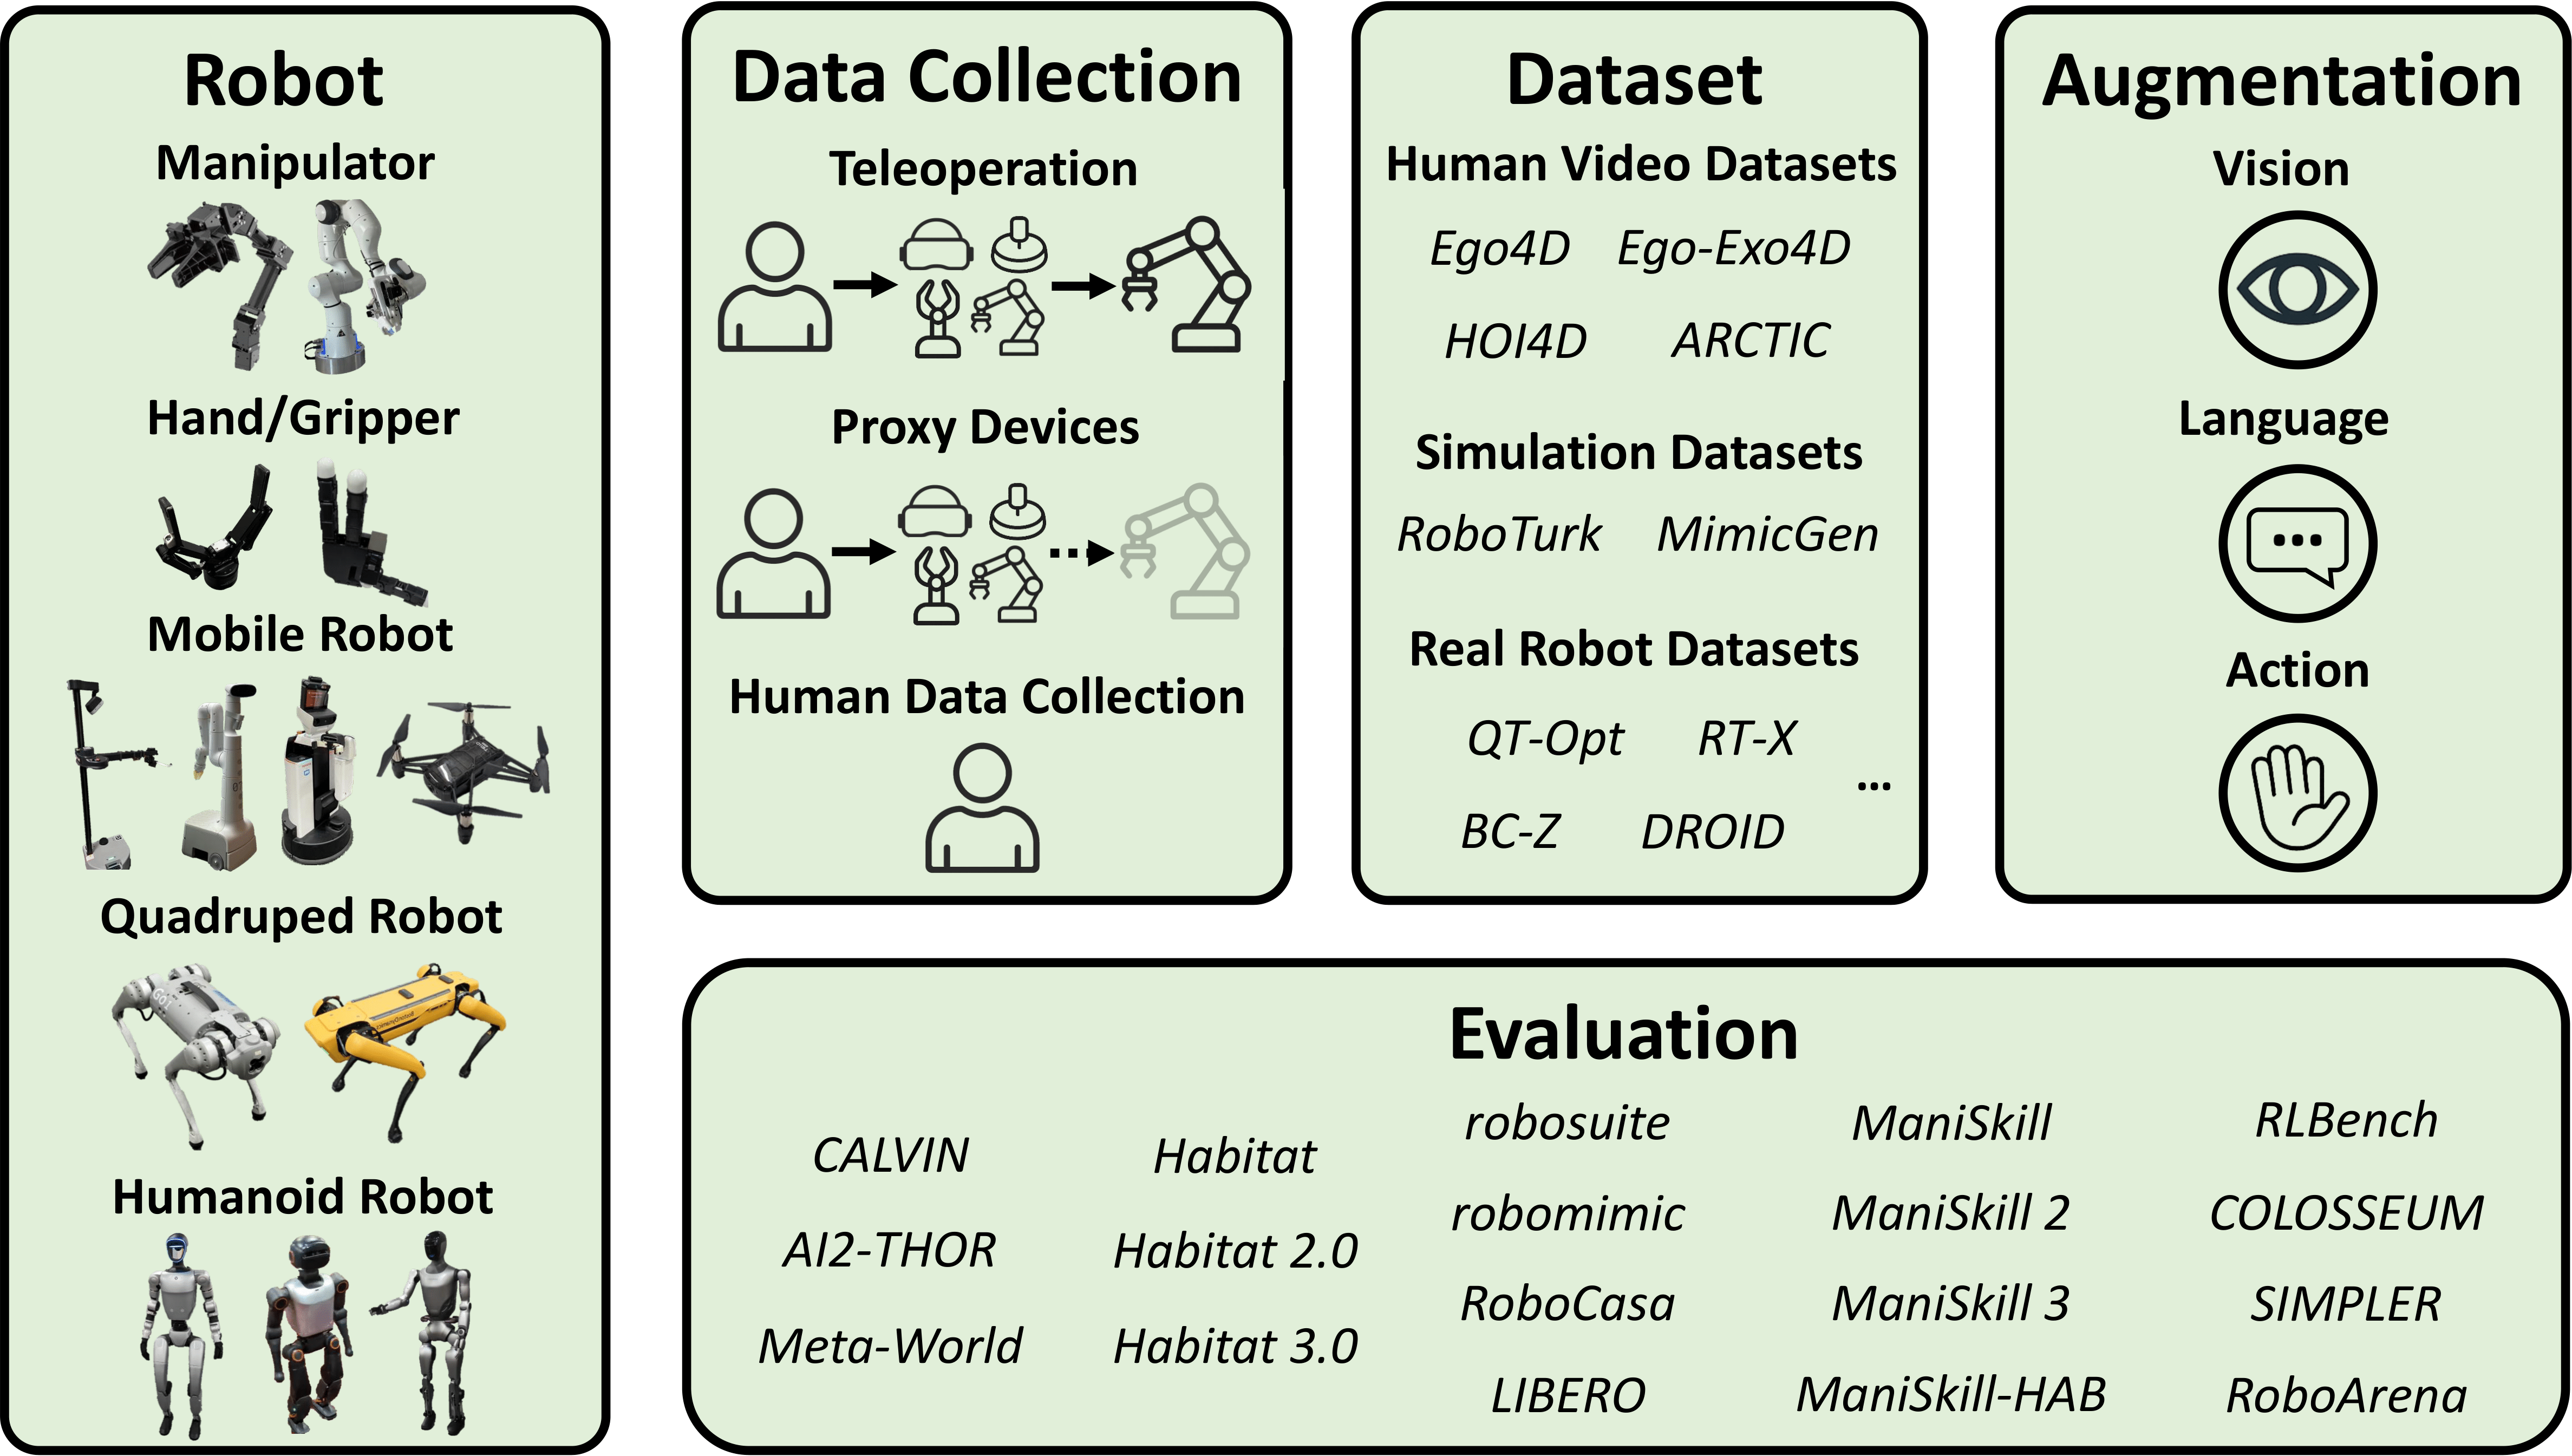 Robot
Manipulator
Hand/Gripper
Mobile Robot
Quadruped Robot
Go1
Humanoid Robot
Data Collection
Teleoperation
Proxy Devices
Human Data Collection
Dataset
Human Video Datasets
Ego4D Ego-Exo4D
HOI4D ARCTIC
Simulation Datasets
RoboTurk MimicGen
Real Robot Datasets
QT-Opt RT-X
...
BC-Z DROID
Augmentation
Vision
Language
Action
Evaluation
CALVIN
AI2-THOR
Meta-World
Habitat
Habitat 2.0
Habitat 3.0
robosuite
robomimic
RoboCasa
LIBERO
ManiSkill
ManiSkill 2
ManiSkill 3
ManiSkill-HAB
RLBench
COLOSSEUM
SIMPLER
RoboArena